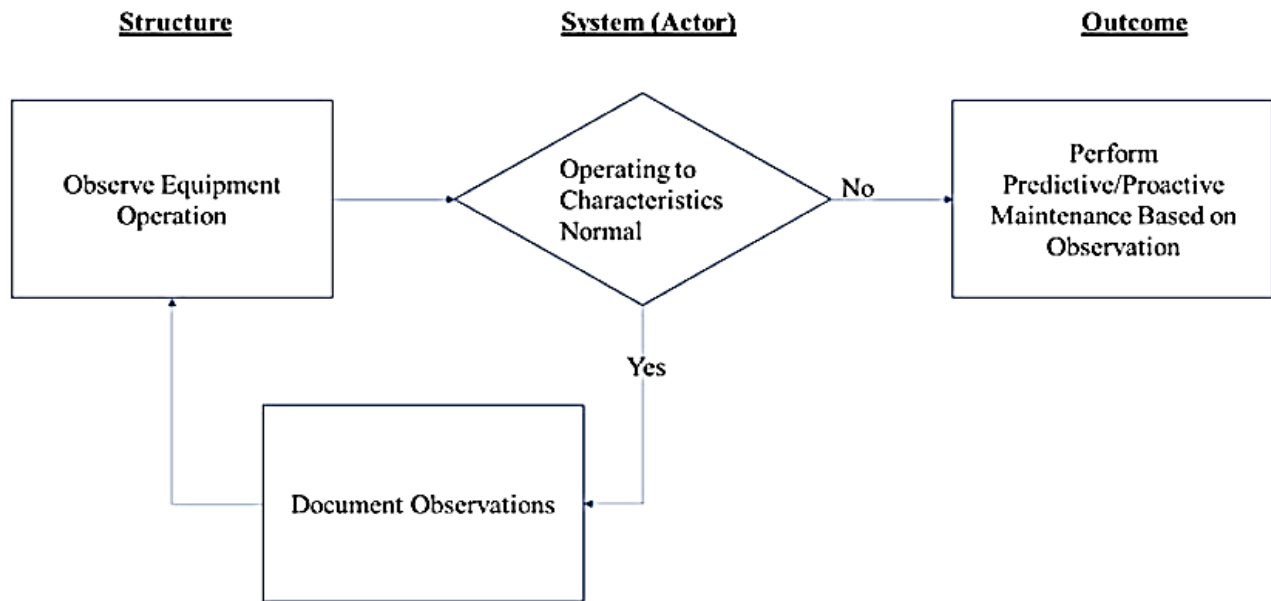 Structure
System (Actor)
Outcome
Observe Equipment
Operation
Operating to
Characteristics
Normal
No
Perform
Predictive/Proactive
Maintenance Based on
Observation
Yes
Document Observations